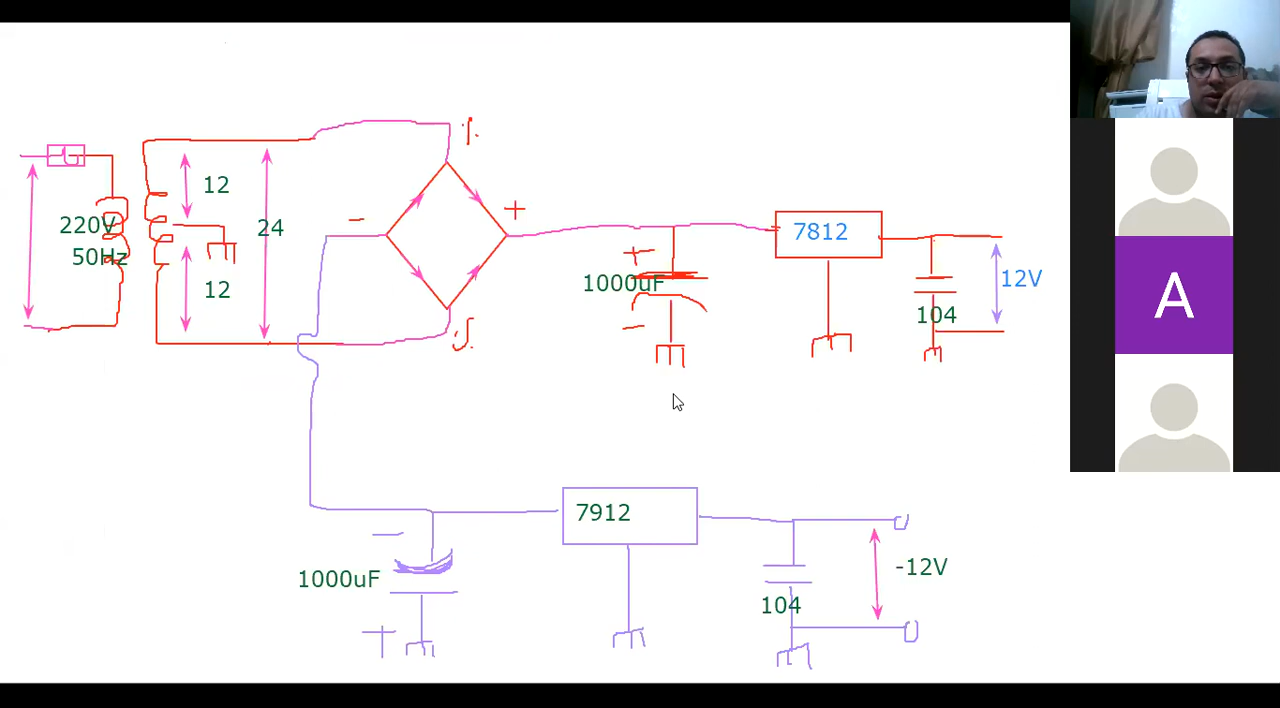 220V
50Hz
12
24
12
-
+
+
1000uF
-
7812
104
12V
-
1000uF
+
7912
104
-12V
A